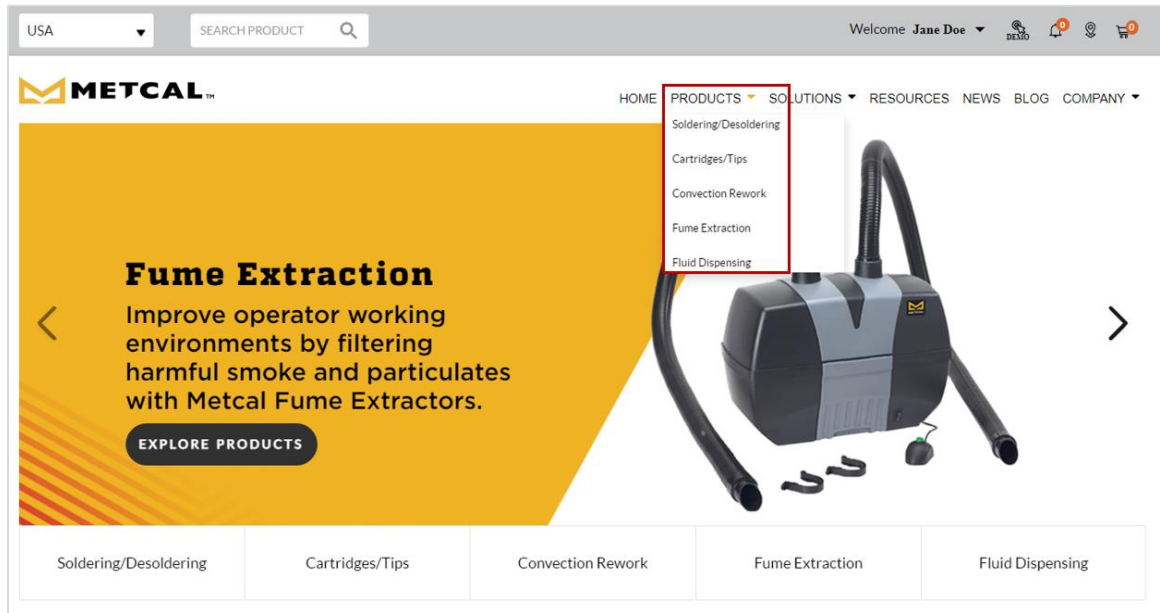 USA
SEARCH PRODUCT
Welcome Jane Doe
DEMO
0
0
METCAL™
HOME PRODUCTS SOLUTIONS RESOURCES NEWS BLOG COMPANY
Soldering/Desoldering
Cartridges/Tips
Convection Rework
Fume Extraction
Fluid Dispensing
Fume Extraction
Improve operator working
environments by filtering
harmful smoke and particulates
with Metcal Fume Extractors.
EXPLORE PRODUCTS
Soldering/Desoldering
Cartridges/Tips
Convection Rework
Fume Extraction
Fluid Dispensing